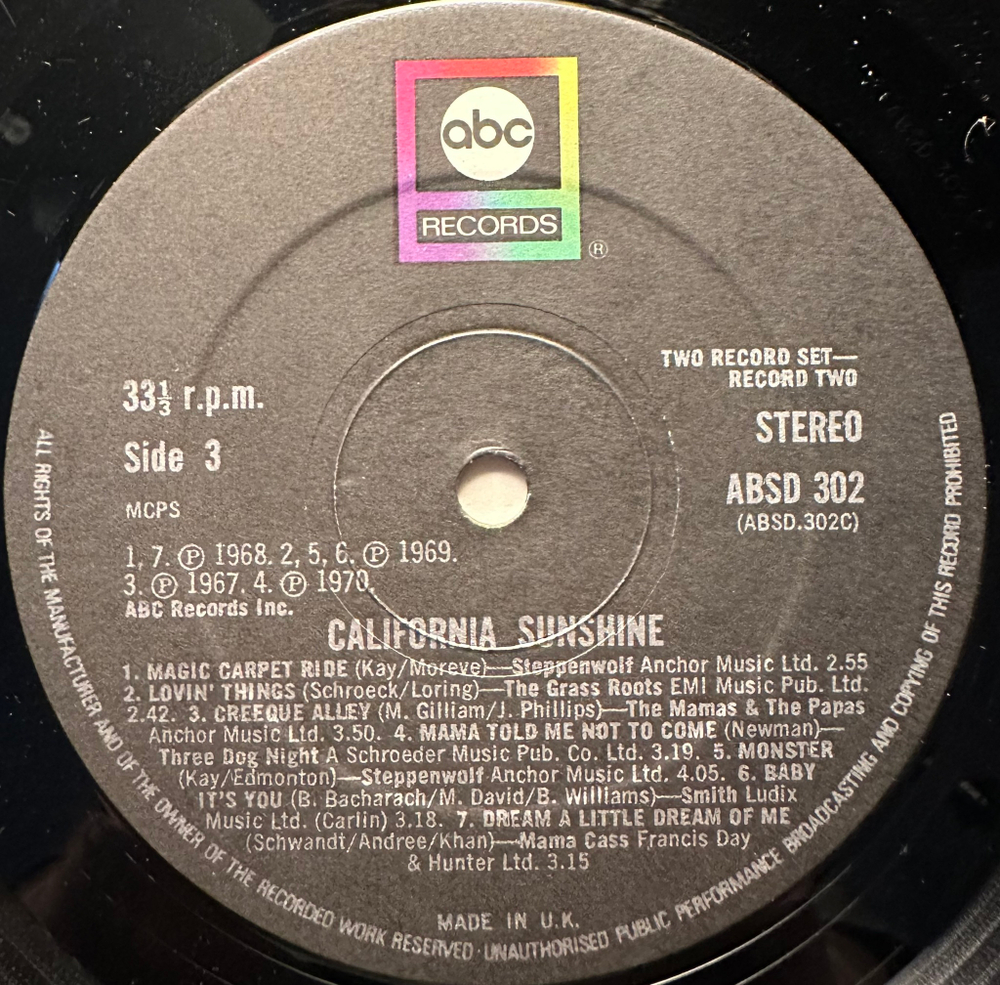 abc
RECORDS
®
TWO RECORD SET—
RECORD TWO
33⅓ r.p.m.
STEREO
Side 3
ABSD 302
MCPS
(ABSD.302C)
1, 7. ℗ 1968. 2, 5, 6. ℗ 1969.
3. ℗ 1967. 4. ℗ 1970.
ABC Records Inc.
CALIFORNIA SUNSHINE
1. MAGIC CARPET RIDE (Kay/Moreve)—Steppenwolf Anchor Music Ltd. 2.55
2. LOVIN' THINGS (Schroeck/Loring)—The Grass Roots EMI Music Pub. Ltd.
2.42. 3. CREEQUE ALLEY (M. Gilliam/J. Phillips)—The Mamas & The Papas
Anchor Music Ltd. 3.50. 4. MAMA TOLD ME NOT TO COME (Newman)—
Three Dog Night A Schroeder Music Pub. Co. Ltd. 3.19. 5. MONSTER
(Kay/Edmonton)—Steppenwolf Anchor Music Ltd. 4.05. 6. BABY
IT'S YOU (B. Bacharach/M. David/B. Williams)—Smith Ludix
Music Ltd. (Carlin) 3.18. 7. DREAM A LITTLE DREAM OF ME
(Schwandt/Andree/Khan)—Mama Cass Francis Day
& Hunter Ltd. 3.15
MADE IN U.K.
ALL RIGHTS OF THE MANUFACTURER AND OF THE OWNER OF THE RECORDED WORK RESERVED · UNAUTHORISED PUBLIC PERFORMANCE BROADCASTING AND COPYING OF THIS RECORD PROHIBITED